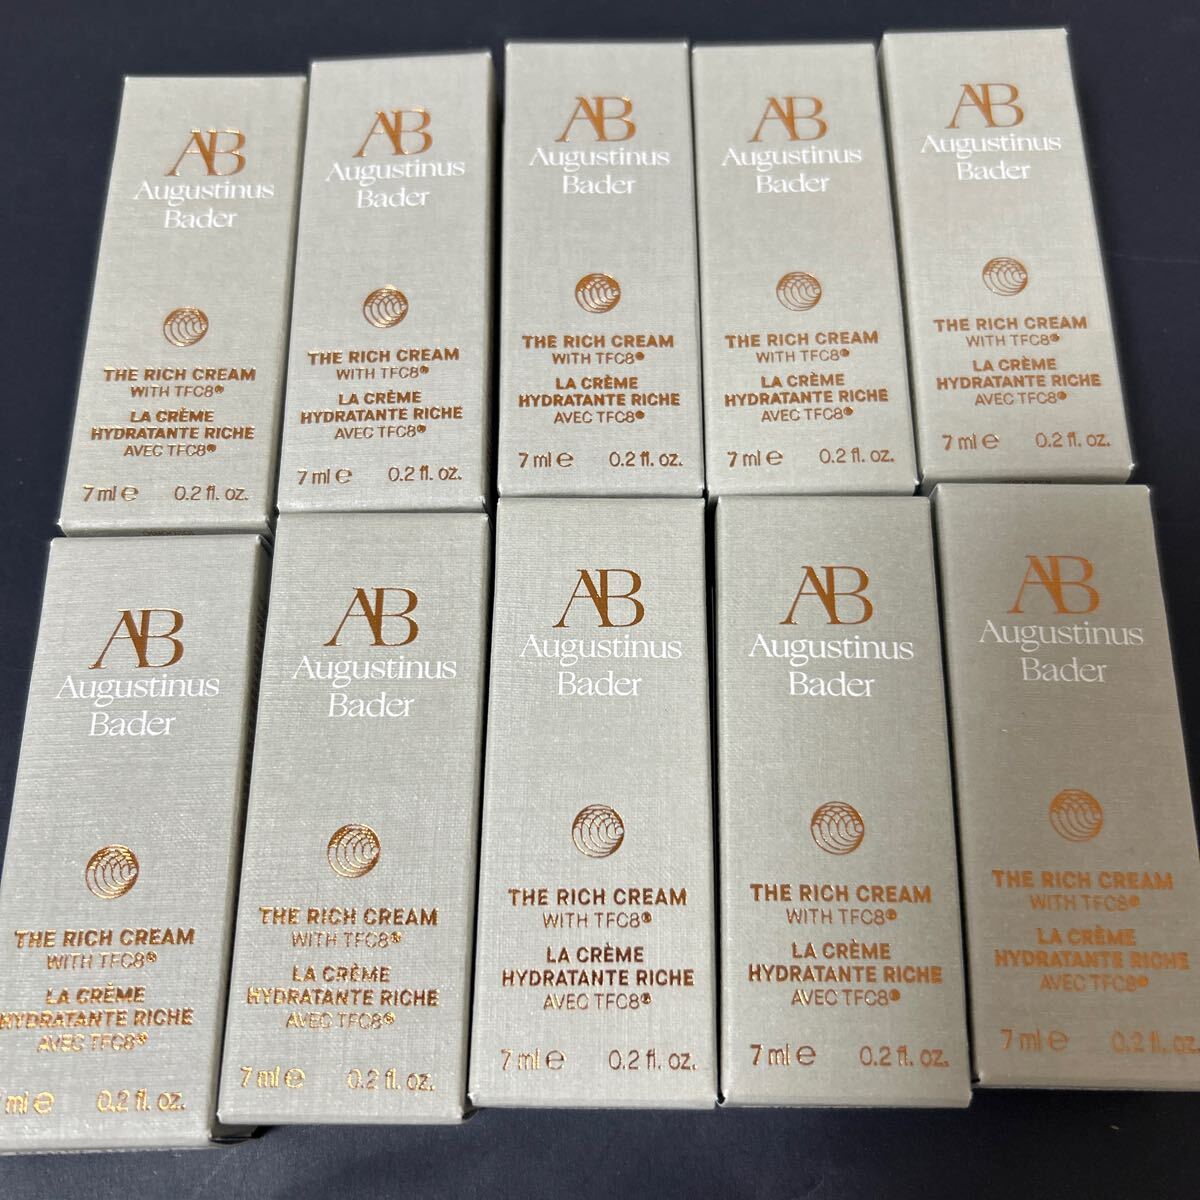 AB
Augustinus
Bader
THE RICH CREAM
WITH TFC8®
LA CRÈME
HYDRATANTE RICHE
AVEC TFC8®
7 ml e 0.2 fl. oz.
AB
Augustinus
Bader
THE RICH CREAM
WITH TFC8®
LA CRÈME
HYDRATANTE RICHE
AVEC TFC8®
7 ml e 0.2 fl. oz.
AB
Augustinus
Bader
THE RICH CREAM
WITH TFC8®
LA CRÈME
HYDRATANTE RICHE
AVEC TFC8®
7 ml e 0.2 fl. oz.
AB
Augustinus
Bader
THE RICH CREAM
WITH TFC8®
LA CRÈME
HYDRATANTE RICHE
AVEC TFC8®
7 ml e 0.2 fl. oz.
AB
Augustinus
Bader
THE RICH CREAM
WITH TFC8®
LA CRÈME
HYDRATANTE RICHE
AVEC TFC8®
7 ml e 0.2 fl. oz.
AB
Augustinus
Bader
THE RICH CREAM
WITH TFC8®
LA CRÈME
HYDRATANTE RICHE
AVEC TFC8®
ml e 0.2 fl. oz.
AB
Augustinus
Bader
THE RICH CREAM
WITH TFC8®
LA CRÈME
HYDRATANTE RICHE
AVEC TFC8®
7 ml e 0.2 fl. oz.
AB
Augustinus
Bader
THE RICH CREAM
WITH TFC8®
LA CRÈME
HYDRATANTE RICHE
AVEC TFC8®
7 ml e 0.2 fl. oz.
AB
Augustinus
Bader
THE RICH CREAM
WITH TFC8®
LA CRÈME
HYDRATANTE RICHE
AVEC TFC8®
7 ml e 0.2 fl. oz.
AB
Augustinus
Bader
THE RICH CREAM
WITH TFC8®
LA CRÈME
HYDRATANTE RICHE
AVEC TFC8®
7 ml e 0.2 fl. oz.